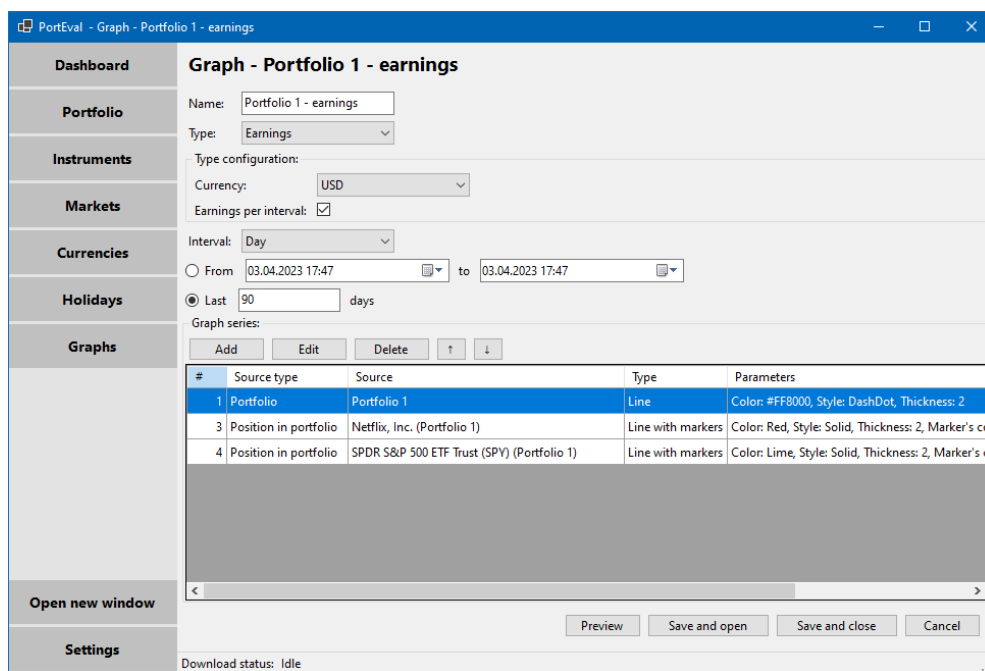 PortEval - Graph - Portfolio 1 - earnings
Dashboard
Portfolio
Instruments
Markets
Currencies
Holidays
Graphs
Open new window
Settings
Graph - Portfolio 1 - earnings
Name: Portfolio 1 - earnings
Type: Earnings
Type configuration:
Currency: USD
Earnings per interval:
Interval: Day
From 03.04.2023 17:47 to 03.04.2023 17:47
Last 90 days
Graph series:
Add Edit Delete ↑ ↓
# Source type Source Type Parameters
1 Portfolio Portfolio 1 Line Color: #FF8000, Style: DashDot, Thickness: 2
3 Position in portfolio Netflix, Inc. (Portfolio 1) Line with markers Color: Red, Style: Solid, Thickness: 2, Marker's c
4 Position in portfolio SPDR S&P 500 ETF Trust (SPY) (Portfolio 1) Line with markers Color: Lime, Style: Solid, Thickness: 2, Marker's
Preview Save and open Save and close Cancel
Download status: Idle